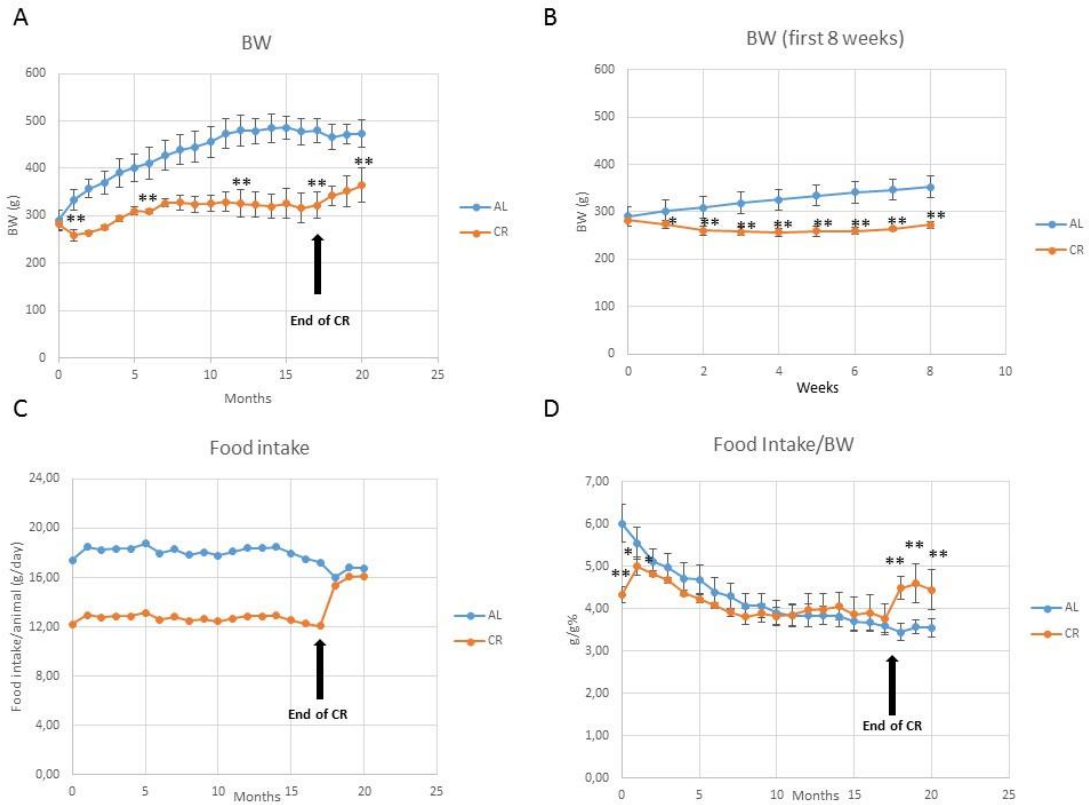 A
BW
600
500
400
300
200
100
0
BW (g)
** ** ** ** **
End of CR
0 5 10 15 20 25
Months
AL
CR
B
BW (first 8 weeks)
600
500
400
300
200
100
0
BW (g)
* ** ** ** ** ** ** **
0 2 4 6 8 10
Weeks
AL
CR
C
Food intake
24,00
20,00
16,00
12,00
8,00
4,00
0,00
Food intake/animal (g/day)
End of CR
0 5 10 15 20 25
Months
AL
CR
D
Food Intake/BW
7,00
6,00
5,00
4,00
3,00
2,00
1,00
0,00
g/g%
** * * ** ** **
End of CR
0 5 10 15 20 25
Months
AL
CR